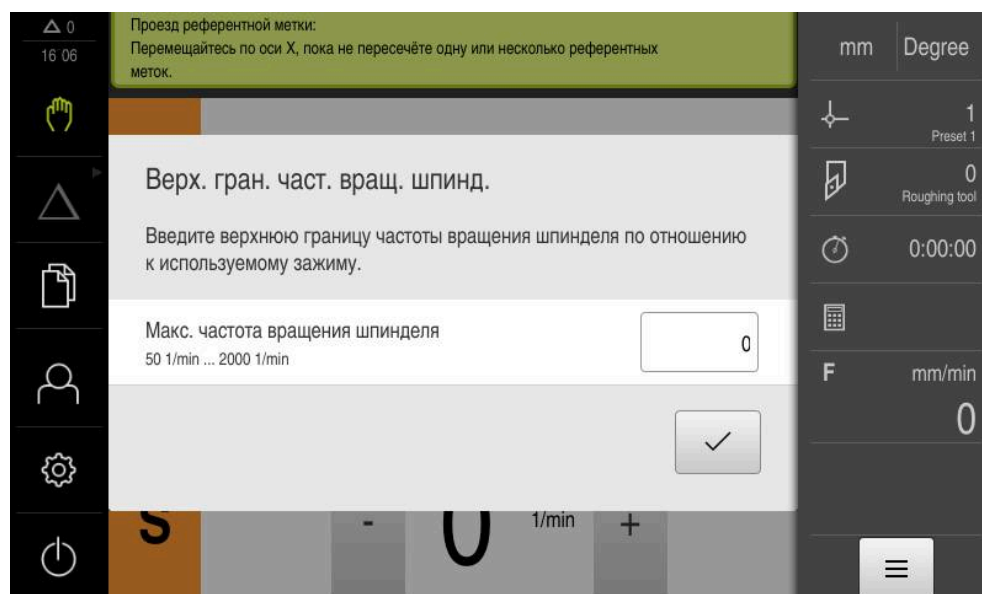 0
16 06
Проезд референтной метки:
Перемещайтесь по оси X, пока не пересечёте одну или несколько референтных
меток.
mm
Degree
1
Preset 1
0
Roughing tool
0:00:00
F
mm/min
0
Верх. гран. част. вращ. шпинд.
Введите верхнюю границу частоты вращения шпинделя по отношению
к используемому зажиму.
Макс. частота вращения шпинделя
50 1/min ... 2000 1/min
0
S
-
0
1/min
+